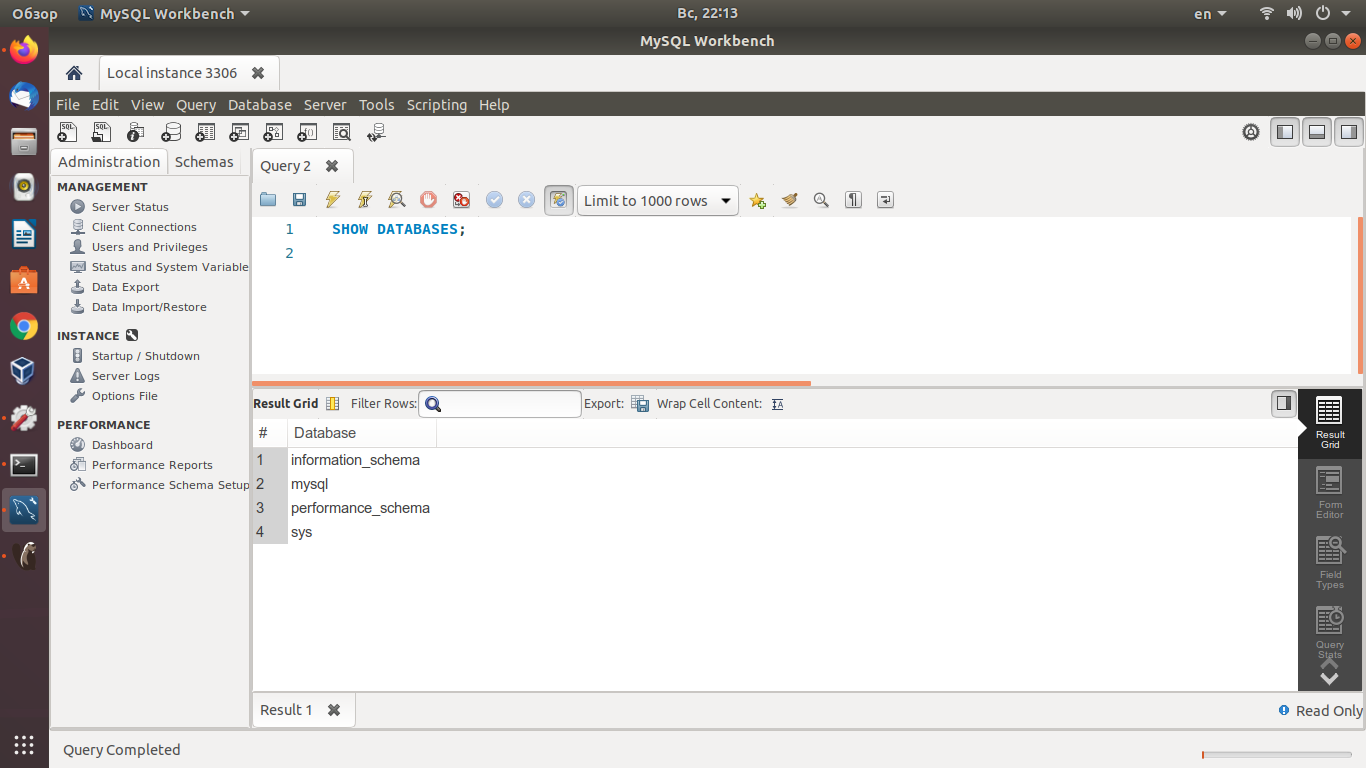 Обзор MySQL Workbench Вс, 22:13 en
MySQL Workbench
Local instance 3306
File Edit View Query Database Server Tools Scripting Help
Administration Schemas
MANAGEMENT
Server Status
Client Connections
Users and Privileges
Status and System Variable
Data Export
Data Import/Restore
INSTANCE
Startup / Shutdown
Server Logs
Options File
PERFORMANCE
Dashboard
Performance Reports
Performance Schema Setup
Query 2
Limit to 1000 rows
1 SHOW DATABASES;
2
Result Grid Filter Rows: Export: Wrap Cell Content:
# Database
1 information_schema
2 mysql
3 performance_schema
4 sys
Result
Grid
Form
Editor
Field
Types
Query
Stats
Result 1 Read Only
Query Completed